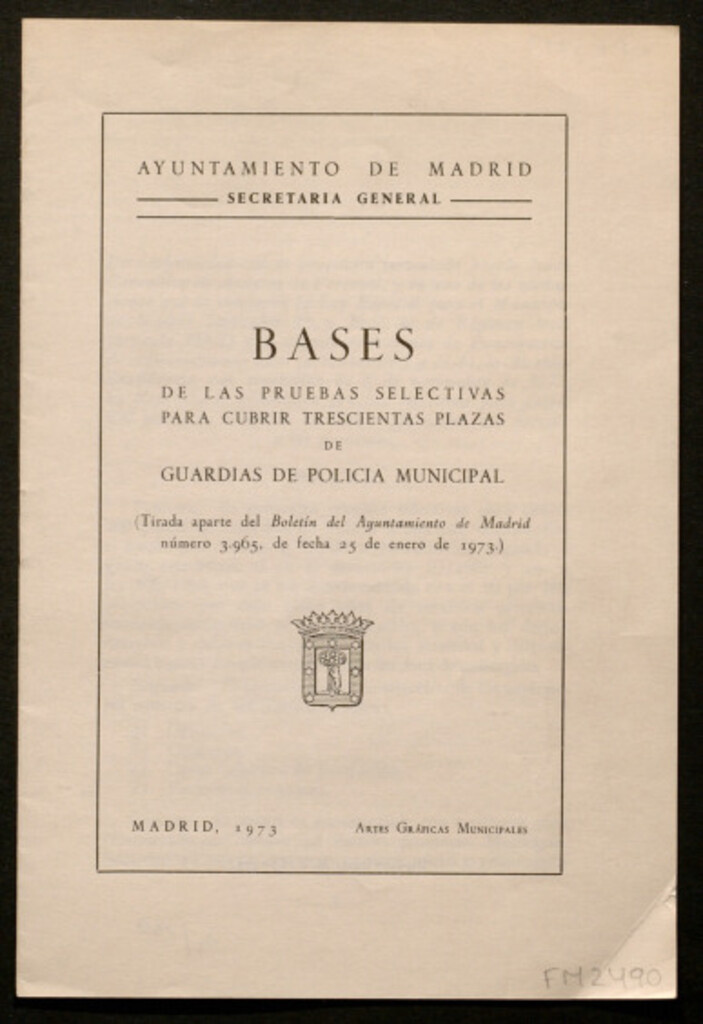 AYUNTAMIENTO DE MADRID
SECRETARIA GENERAL
BASES
DE LAS PRUEBAS SELECTIVAS
PARA CUBRIR TRESCIENTAS PLAZAS
DE
GUARDIAS DE POLICIA MUNICIPAL
(Tirada aparte del Boletín del Ayuntamiento de Madrid
número 3.965, de fecha 25 de enero de 1973.)
MADRID, 1973 ARTES GRÁFICAS MUNICIPALES
FM2490